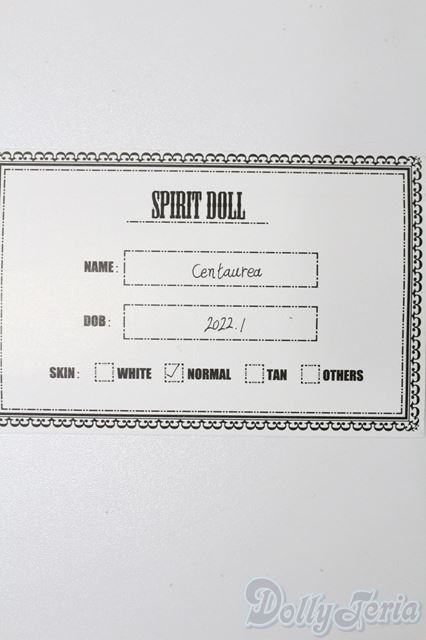 SPIRIT DOLL
NAME: Centaurea
DOB: 2022.1
SKIN: WHITE ✓ NORMAL TAN OTHERS
DollyTeria